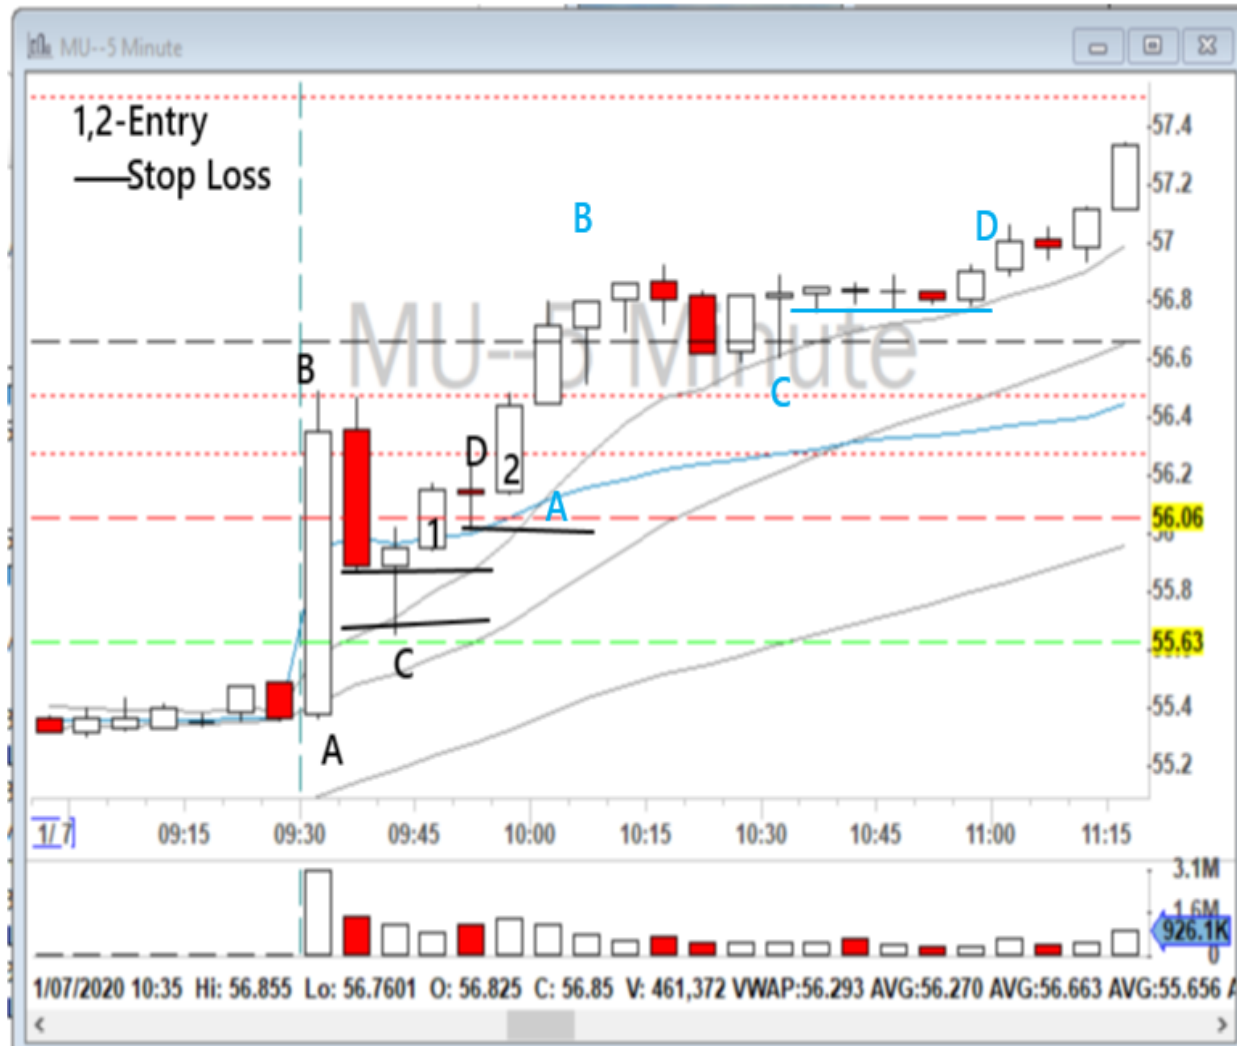 MU--5 Minute
1,2-Entry
Stop Loss
MU--5 Minute
B
D
B
D
2
A
1
C
C
A
57.4
57.2
57
56.8
56.6
56.4
56.2
56.06
56
55.8
55.63
55.4
55.2
1/ 7
09:15 09:30 09:45 10:00 10:15 10:30 10:45 11:00 11:15
3.1M
1.6M
926.1K
0
1/07/2020 10:35 Hi: 56.855 Lo: 56.7601 O: 56.825 C: 56.85 V: 461,372 VWAP:56.293 AVG:56.270 AVG:56.663 AVG:55.656 A